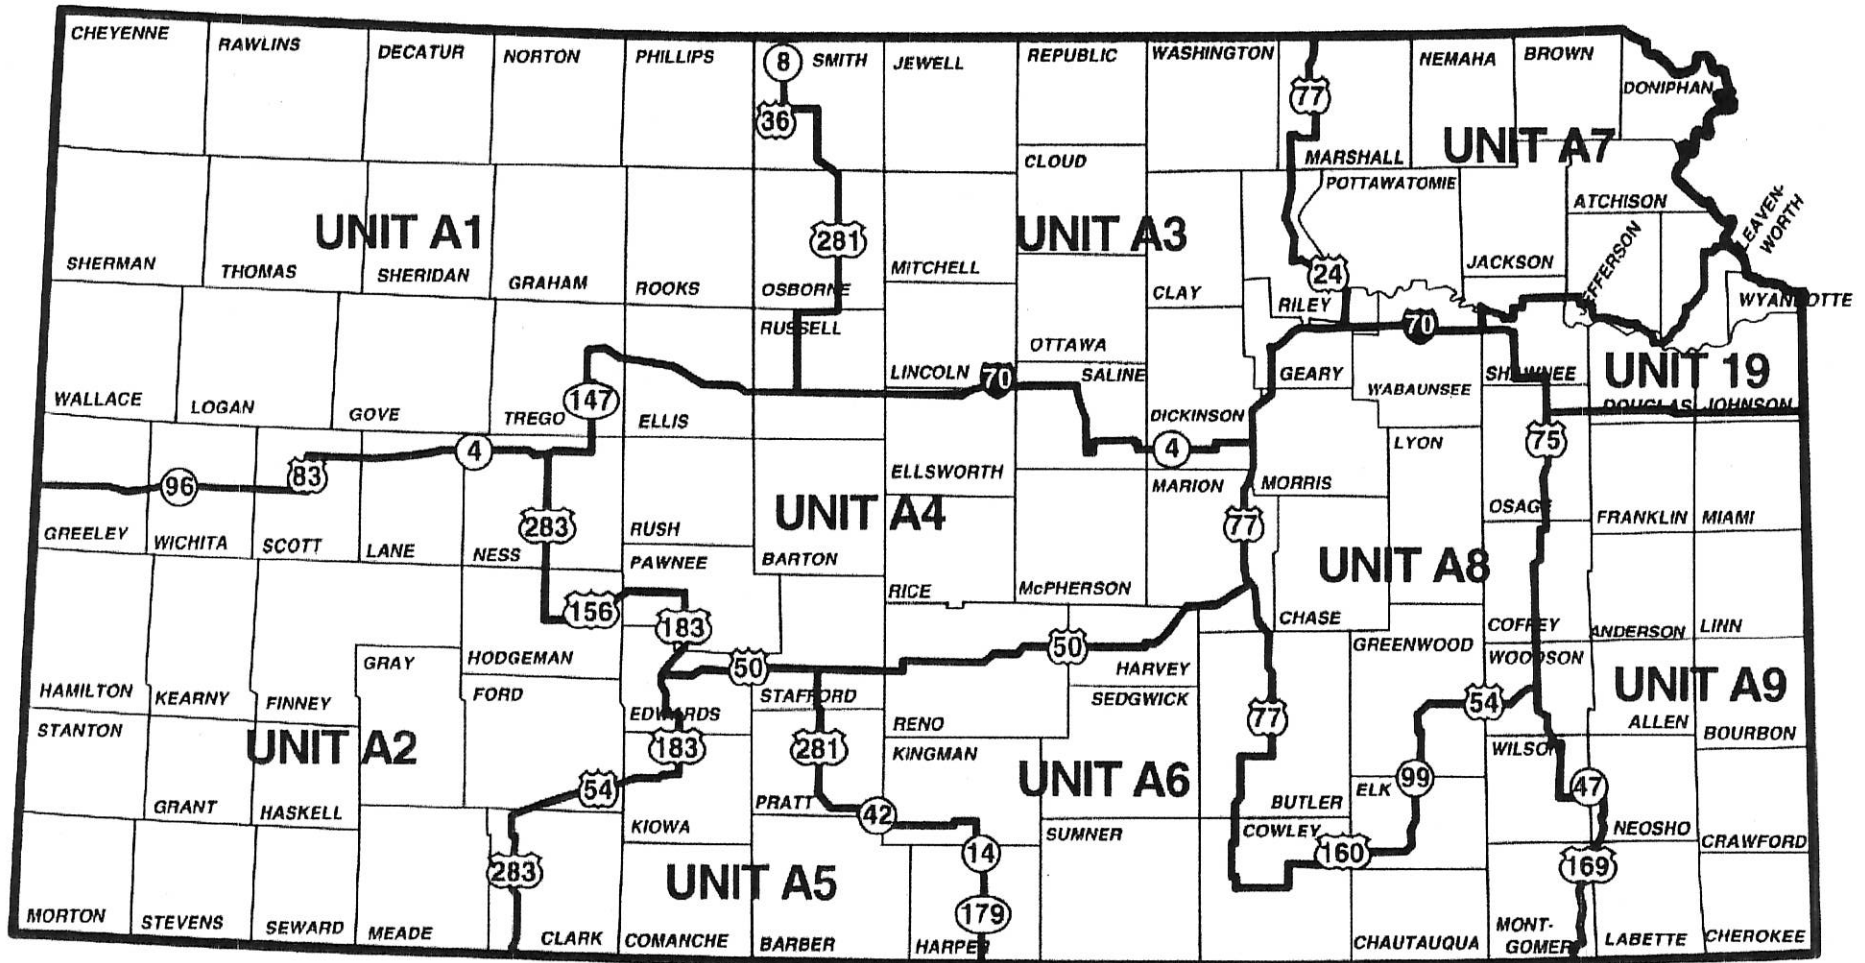 CHEYENNE
RAWLINS
DECATUR
NORTON
PHILLIPS
8
SMITH
JEWELL
REPUBLIC
WASHINGTON
NEMAHA
BROWN
DONIPHAN
36
77
MARSHALL
UNIT A7
CLOUD
POTTAWATOMIE
ATCHISON
LEAVEN-
WORTH
UNIT A1
281
UNIT A3
SHERMAN
THOMAS
SHERIDAN
GRAHAM
ROOKS
OSBORNE
MITCHELL
CLAY
24
RILEY
JACKSON
JEFFERSON
WYANDOTTE
RUSSELL
OTTAWA
70
WALLACE
LOGAN
GOVE
TREGO
147
ELLIS
LINCOLN
70
SALINE
DICKINSON
GEARY
WABAUNSEE
SHAWNEE
UNIT 19
DOUGLAS
JOHNSON
96
83
4
4
75
LYON
ELLSWORTH
MARION
MORRIS
OSAGE
FRANKLIN
MIAMI
GREELEY
WICHITA
SCOTT
LANE
NESS
283
RUSH
UNIT A4
77
PAWNEE
BARTON
UNIT A8
156
RICE
McPHERSON
CHASE
183
COFFEY
ANDERSON
LINN
GRAY
HODGEMAN
50
50
HARVEY
GREENWOOD
WOODSON
HAMILTON
KEARNY
FINNEY
FORD
STAFFORD
SEDGWICK
54
UNIT A9
STANTON
EDWARDS
RENO
77
ALLEN
BOURBON
UNIT A2
183
281
KINGMAN
WILSON
54
UNIT A6
99
47
GRANT
HASKELL
PRATT
42
BUTLER
ELK
KIOWA
SUMNER
COWLEY
160
NEOSHO
CRAWFORD
283
UNIT A5
14
169
179
MORTON
STEVENS
SEWARD
MEADE
CLARK
COMANCHE
BARBER
HARPER
CHAUTAUQUA
MONT-
GOMERY
LABETTE
CHEROKEE